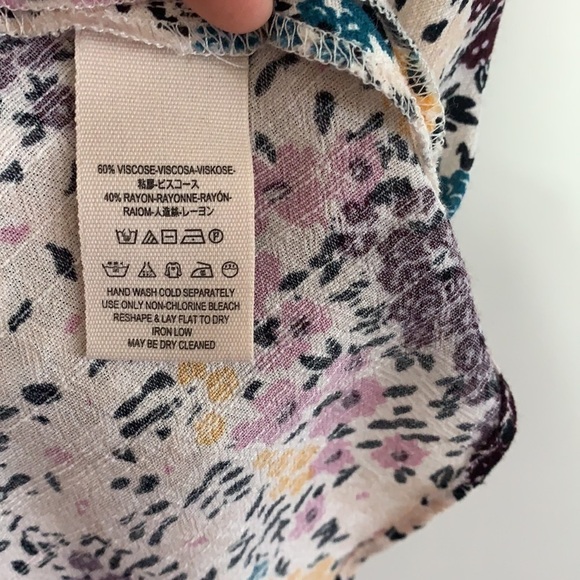 60% VISCOSE-VISCOSA-VISKOSE-
粘膠-ビスコース
40% RAYON-RAYONNE-RAYÓN-
RAIOM-人造絲-レーヨン
HAND WASH COLD SEPARATELY
USE ONLY NON-CHLORINE BLEACH
RESHAPE & LAY FLAT TO DRY
IRON LOW
MAY BE DRY CLEANED